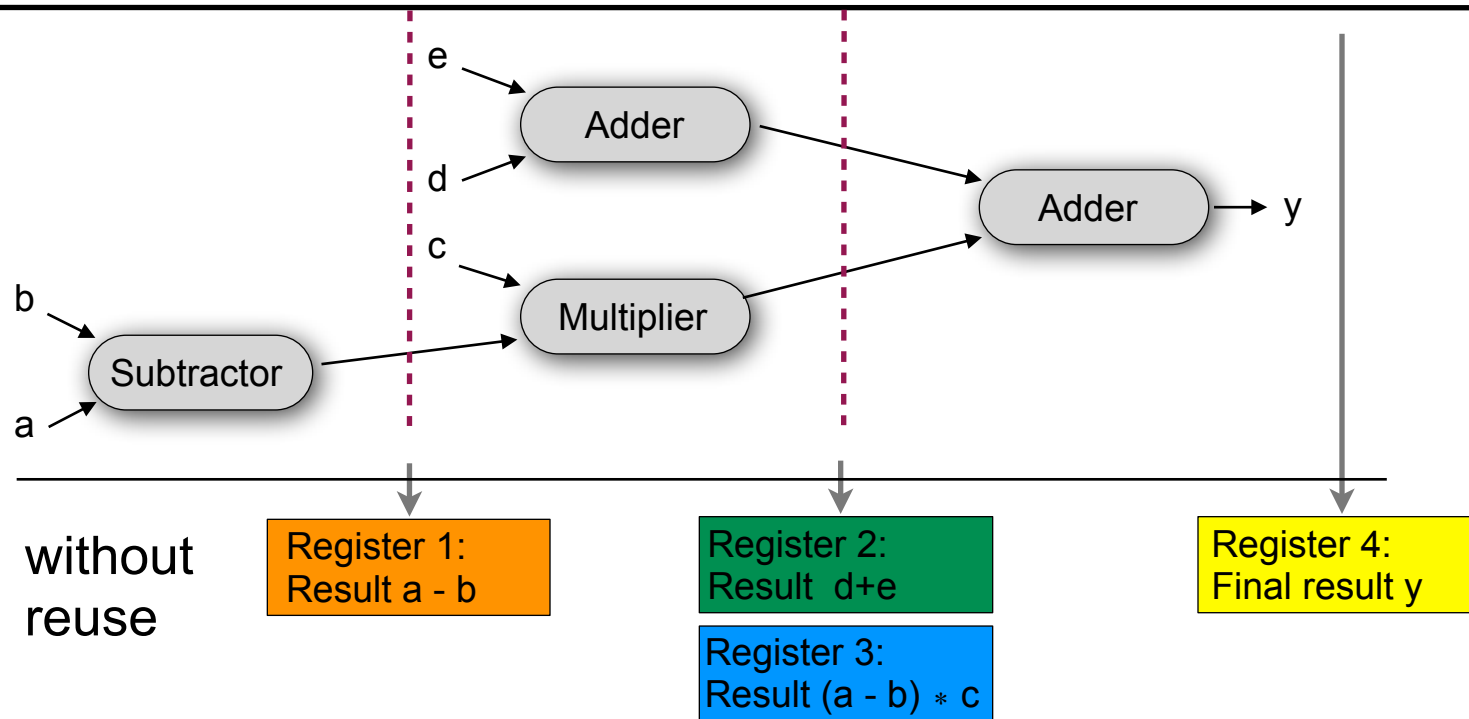 e
Adder
d
Adder
y
c
b
Multiplier
Subtractor
a
without
reuse
Register 1:
Result a - b
Register 2:
Result d+e
Register 3:
Result (a - b) * c
Register 4:
Final result y